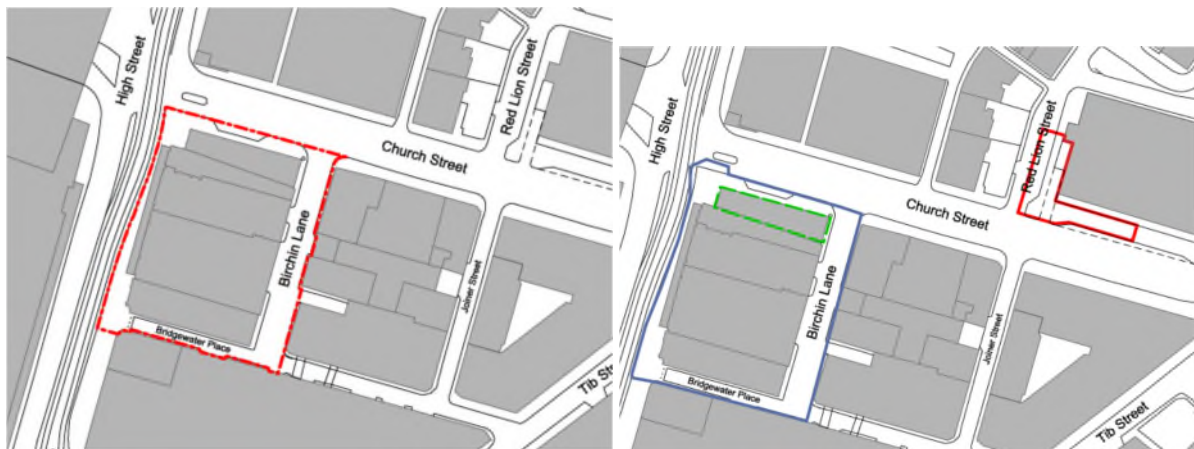 High Street
Red Lion Street
Church Street
Birchin Lane
Joiner Street
Bridgewater Place
Tib Str
High Street
Red Lion Street
Church Street
Birchin Lane
Joiner Street
Bridgewater Place
Tib Street